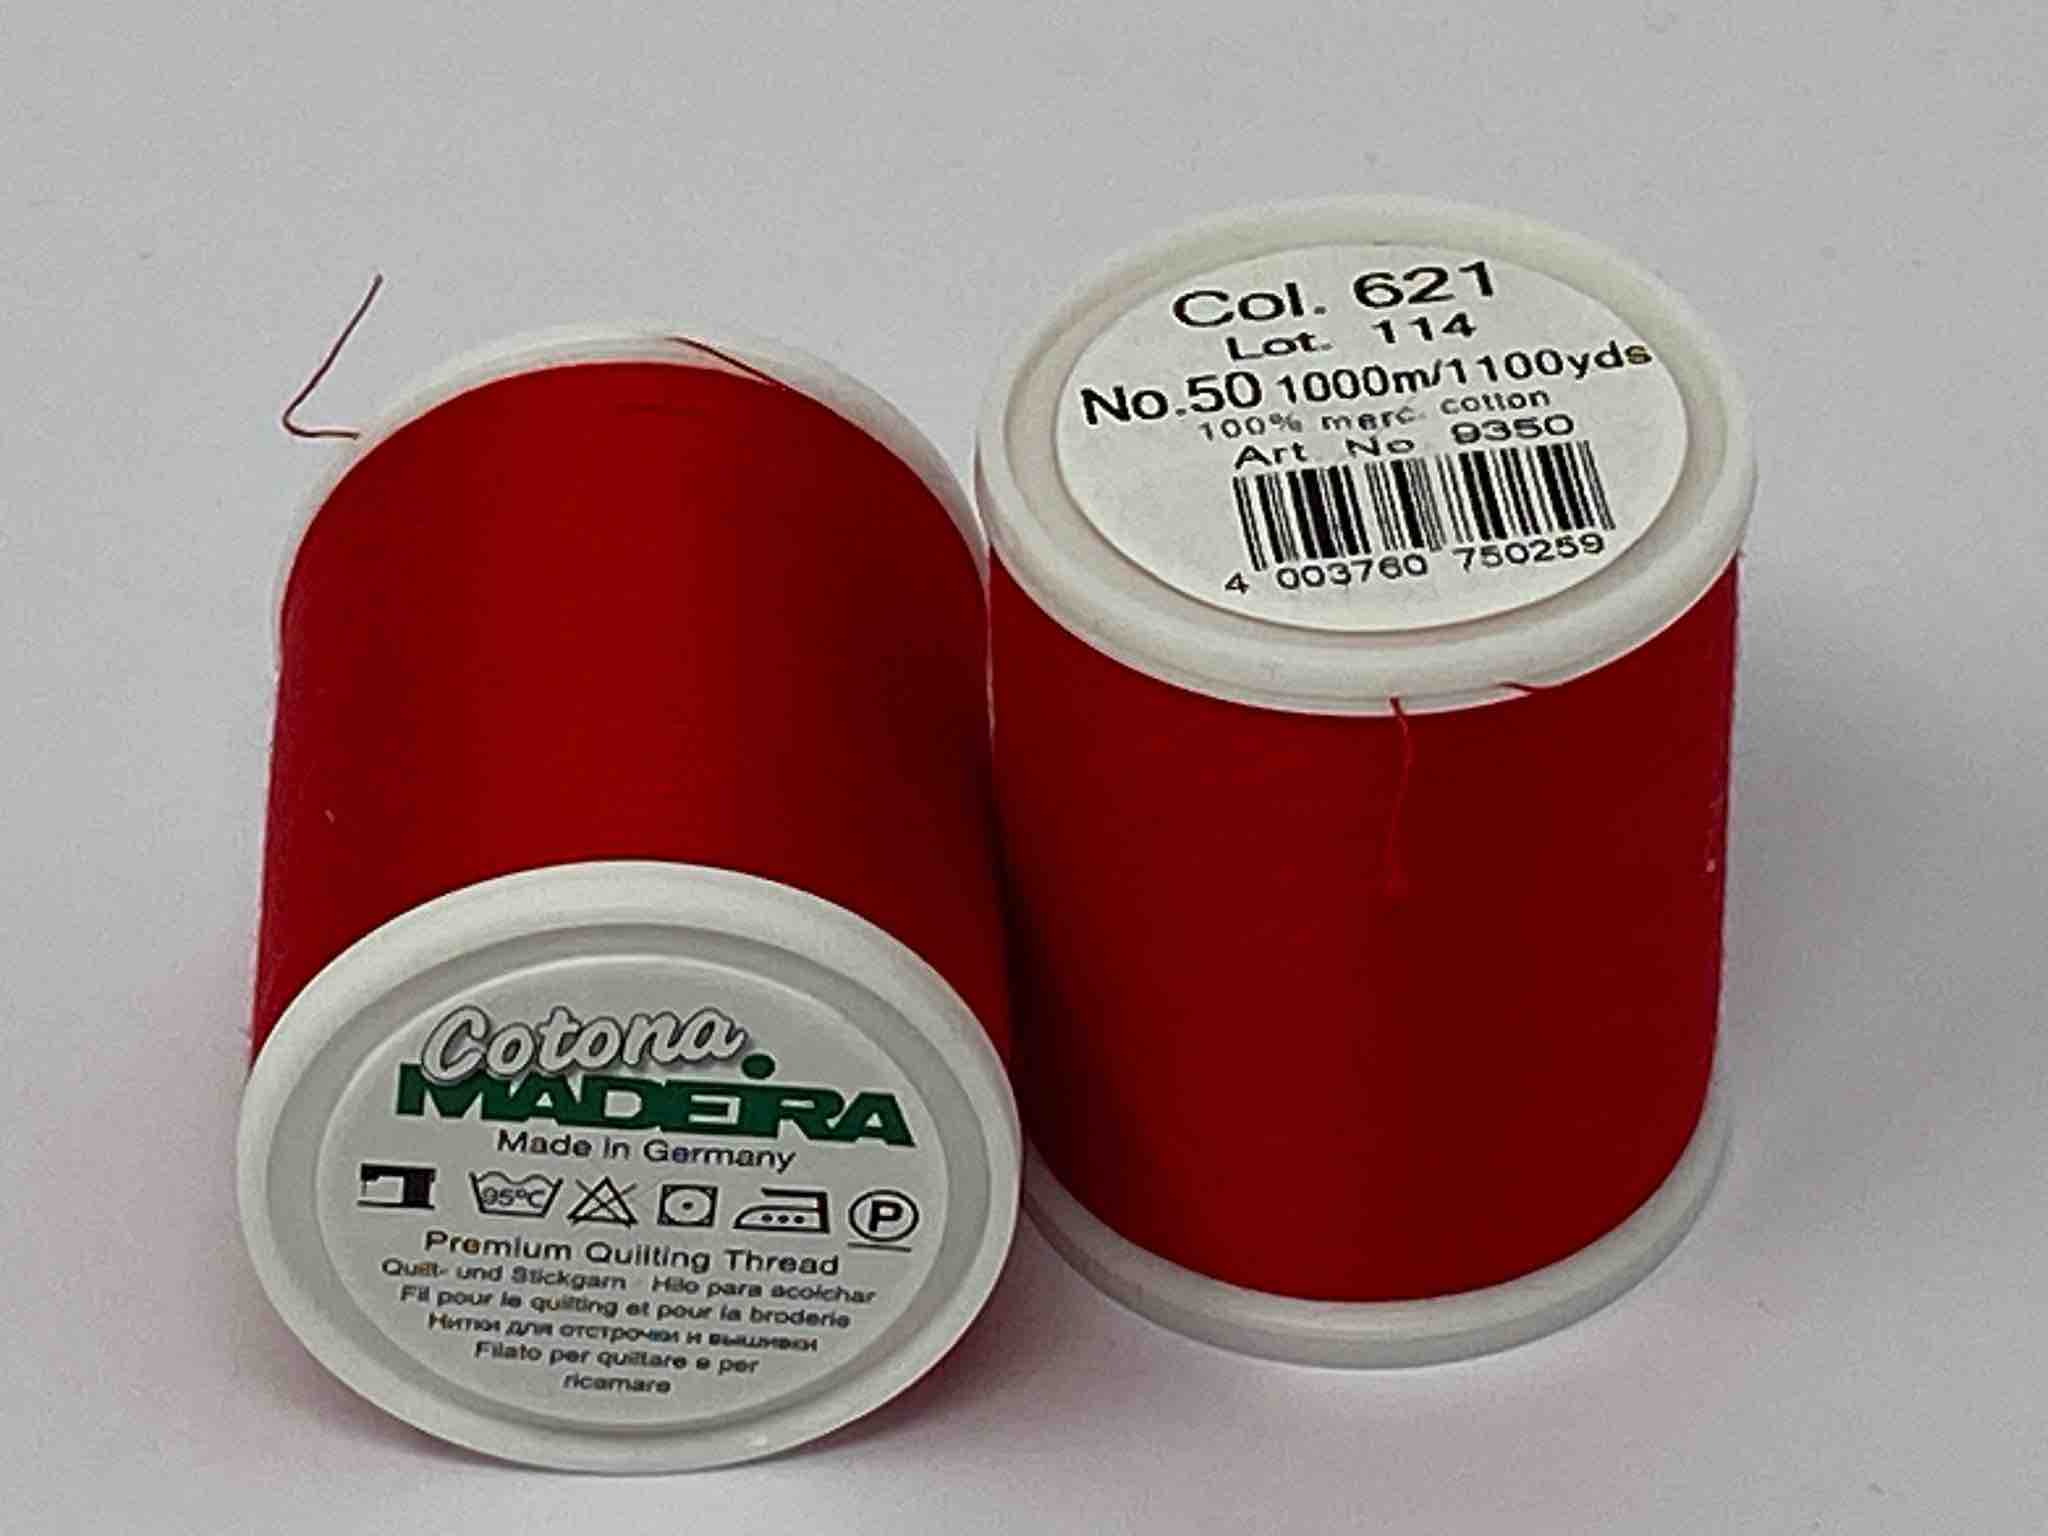 Cotona
MADEIRA
Made in Germany
95°C P
Premium Quilting Thread
Quilt- und Stickgarn Hilo para acolchar
Fil pour le quilting et pour la broderie
Нитки для отстрочки и вышивки
Filato per quiltare e per
ricamare
Col. 621
Lot. 114
No.50 1000m/1100yds
100% merc. cotton
Art. No 9350
4 003760 750259